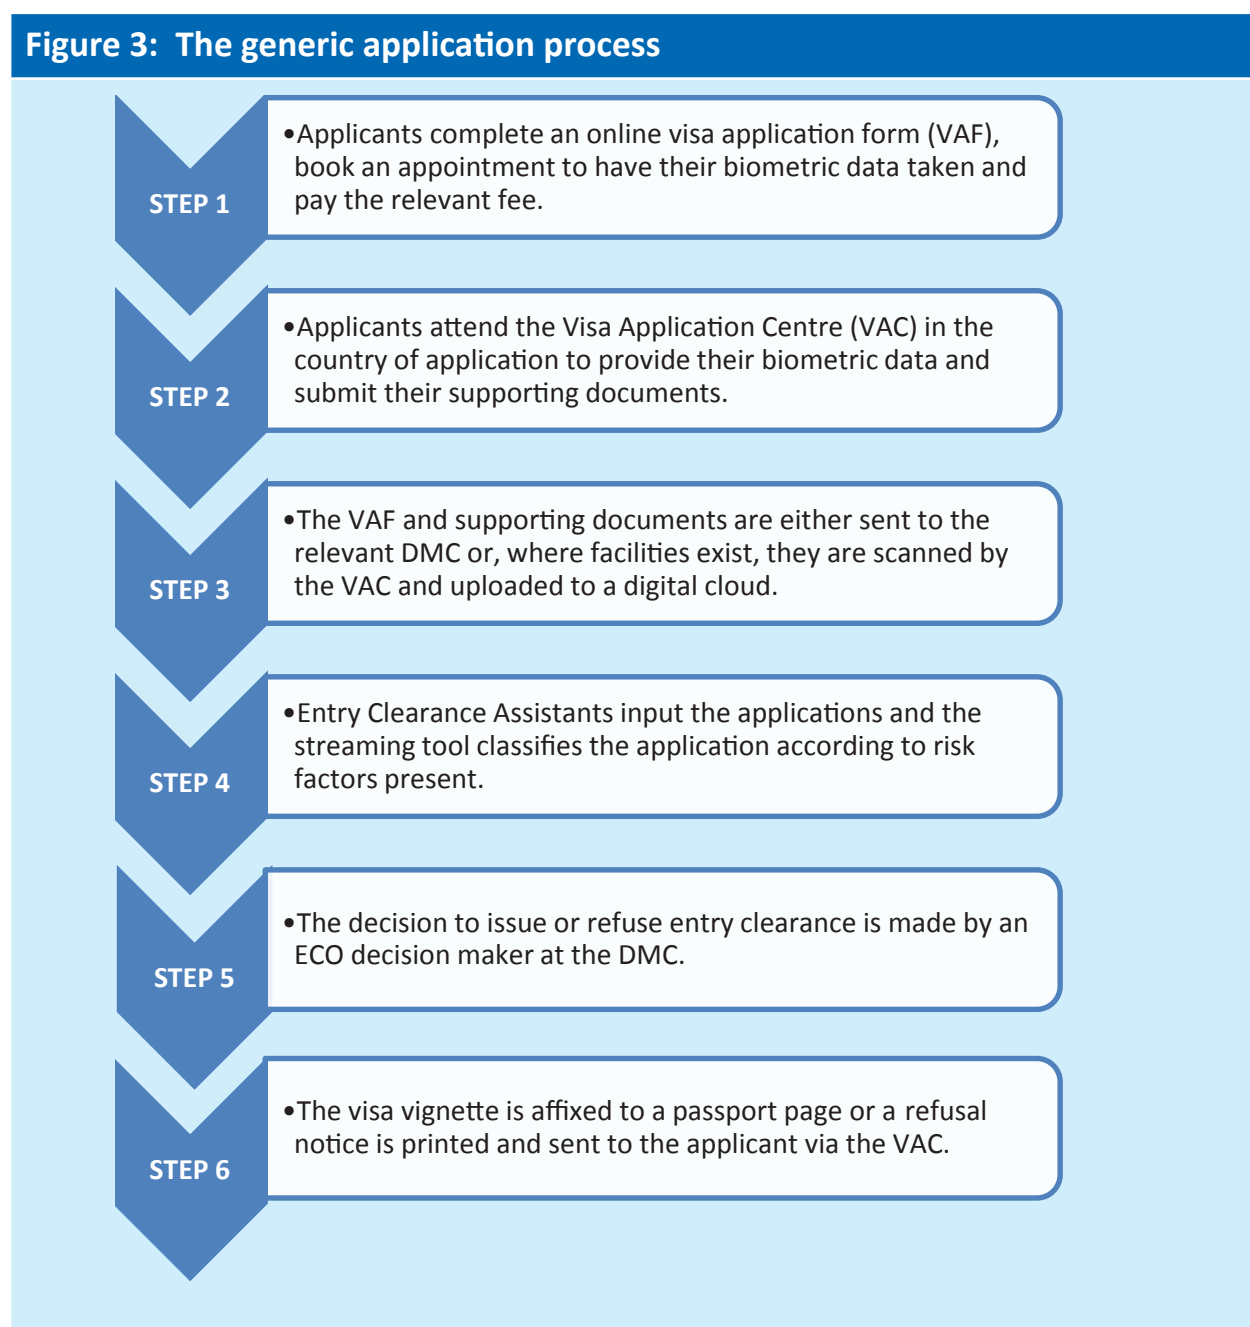 Figure 3: The generic application process
STEP 1
•Applicants complete an online visa application form (VAF),
book an appointment to have their biometric data taken and
pay the relevant fee.
STEP 2
•Applicants attend the Visa Application Centre (VAC) in the
country of application to provide their biometric data and
submit their supporting documents.
STEP 3
•The VAF and supporting documents are either sent to the
relevant DMC or, where facilities exist, they are scanned by
the VAC and uploaded to a digital cloud.
STEP 4
•Entry Clearance Assistants input the applications and the
streaming tool classifies the application according to risk
factors present.
STEP 5
•The decision to issue or refuse entry clearance is made by an
ECO decision maker at the DMC.
STEP 6
•The visa vignette is affixed to a passport page or a refusal
notice is printed and sent to the applicant via the VAC.